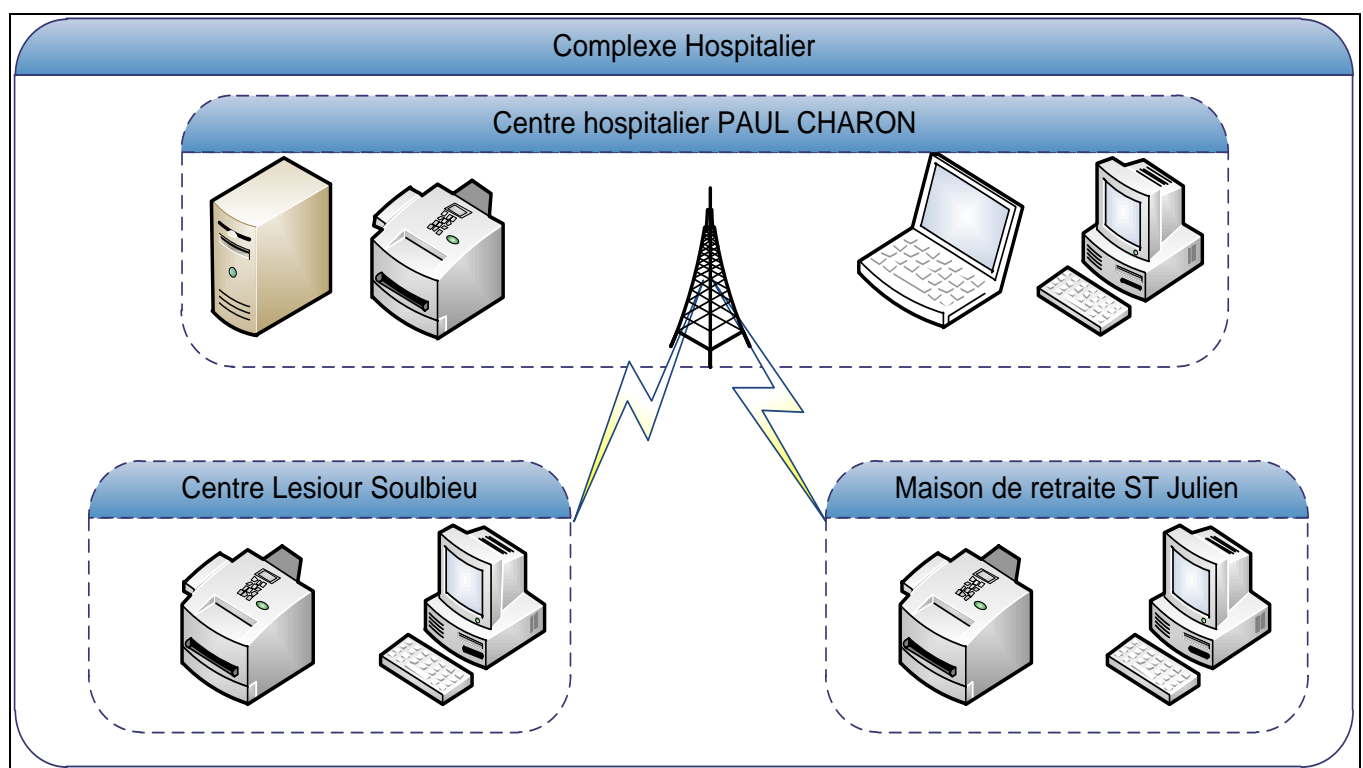 Complexe Hospitalier
Centre hospitalier PAUL CHARON
Centre Lesiour Soulbieu
Maison de retraite ST Julien